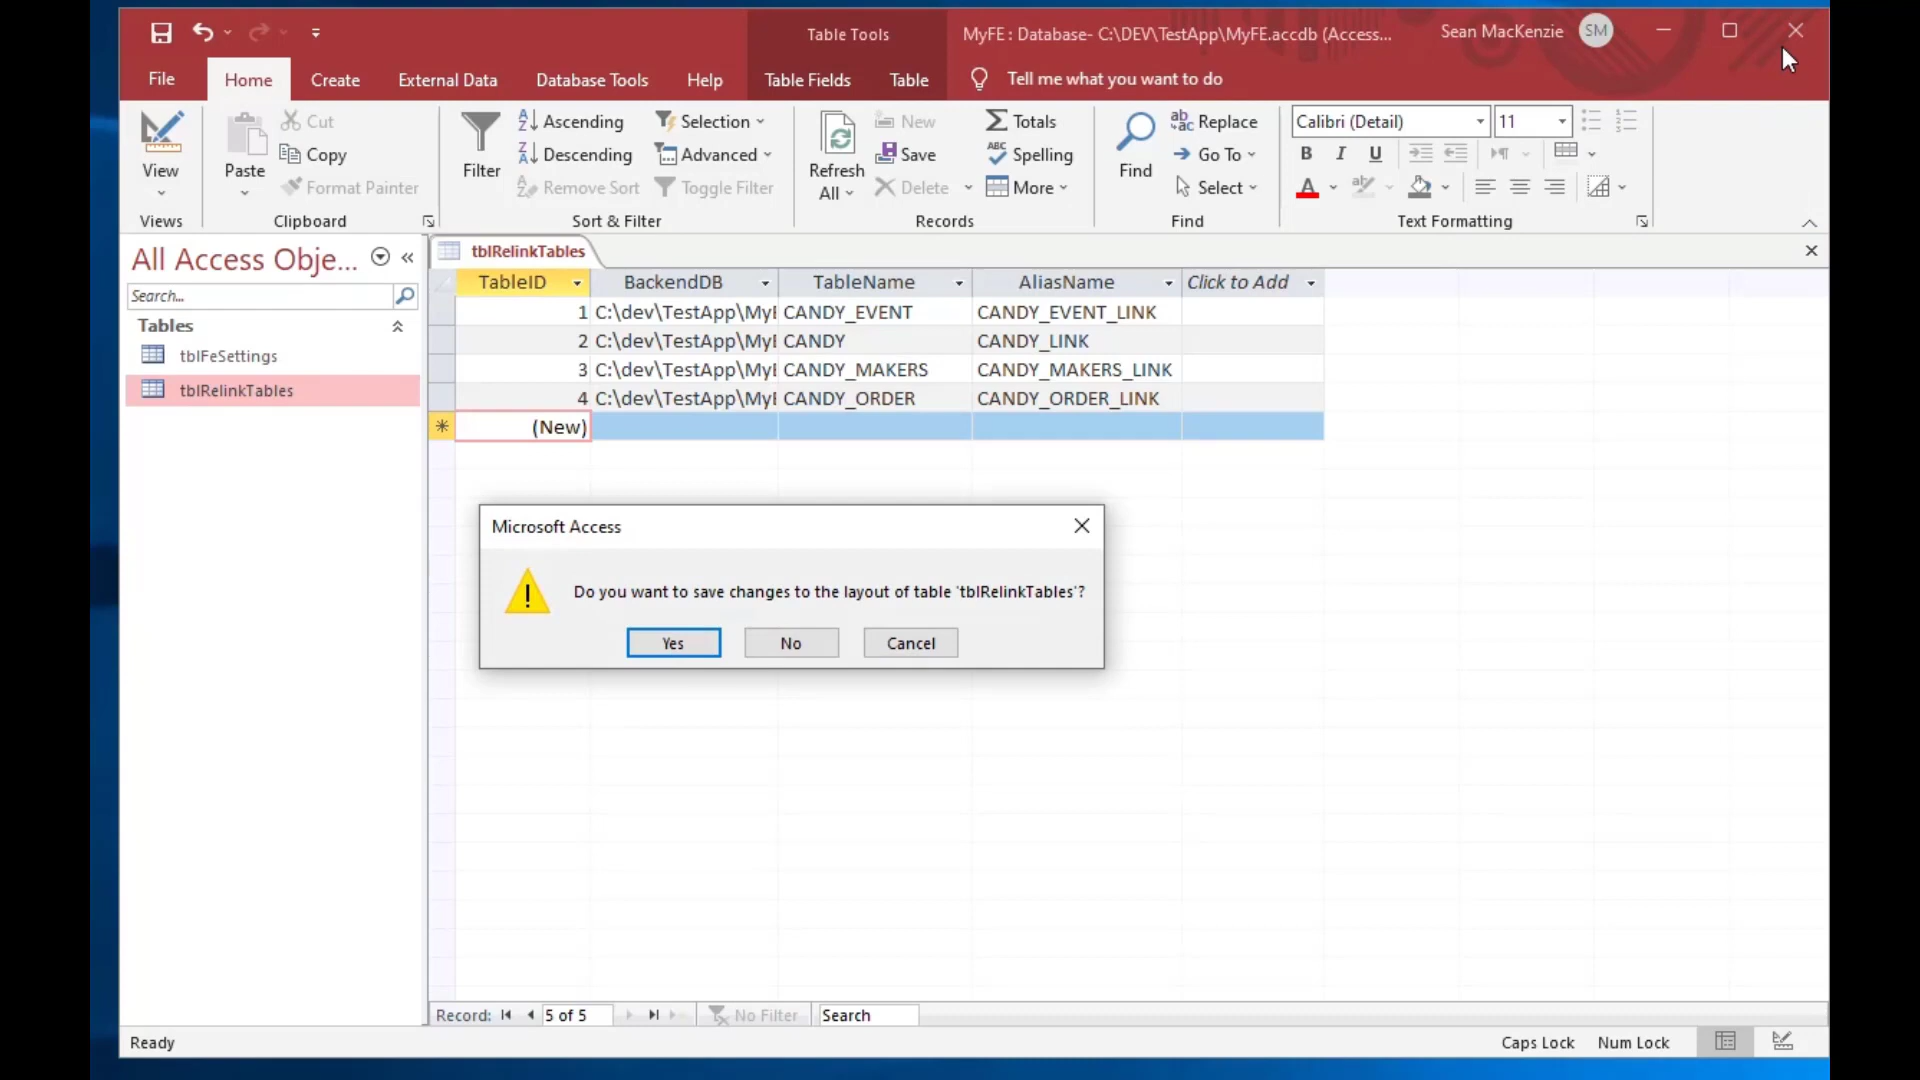 Table Tools
MyFE : Database- C:\DEV\TestApp\MyFE.accdb (Access...
Sean MacKenzie
SM
File
Home
Create
External Data
Database Tools
Help
Table Fields
Table
Tell me what you want to do
View
Views
Paste
Cut
Copy
Format Painter
Clipboard
Filter
Ascending
Descending
Remove Sort
Selection
Advanced
Toggle Filter
Sort & Filter
Refresh
All
New
Save
Delete
Totals
Spelling
More
Records
Find
Replace
Go To
Select
Find
Calibri (Detail)
11
B I U
A
Text Formatting
All Access Obje...
Search...
Tables
tblFeSettings
tblRelinkTables
tblRelinkTables
TableID BackendDB TableName AliasName Click to Add
1 C:\dev\TestApp\MyE CANDY_EVENT CANDY_EVENT_LINK
2 C:\dev\TestApp\MyE CANDY CANDY_LINK
3 C:\dev\TestApp\MyE CANDY_MAKERS CANDY_MAKERS_LINK
4 C:\dev\TestApp\MyE CANDY_ORDER CANDY_ORDER_LINK
(New)
Microsoft Access
Do you want to save changes to the layout of table 'tblRelinkTables'?
Yes No Cancel
Record: 5 of 5 No Filter Search
Ready
Caps Lock Num Lock